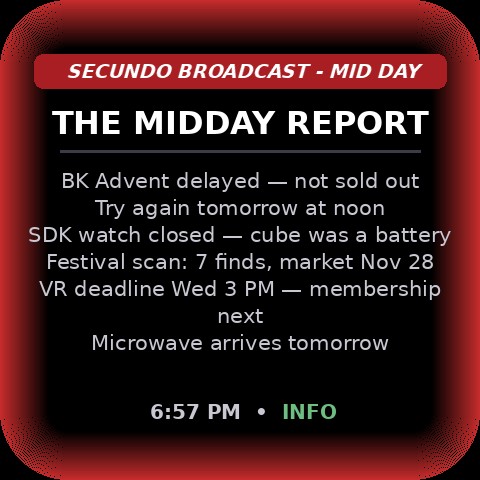 SECUNDO BROADCAST - MID DAY
THE MIDDAY REPORT
BK Advent delayed — not sold out
Try again tomorrow at noon
SDK watch closed — cube was a battery
Festival scan: 7 finds, market Nov 28
VR deadline Wed 3 PM — membership
next
Microwave arrives tomorrow
6:57 PM • INFO